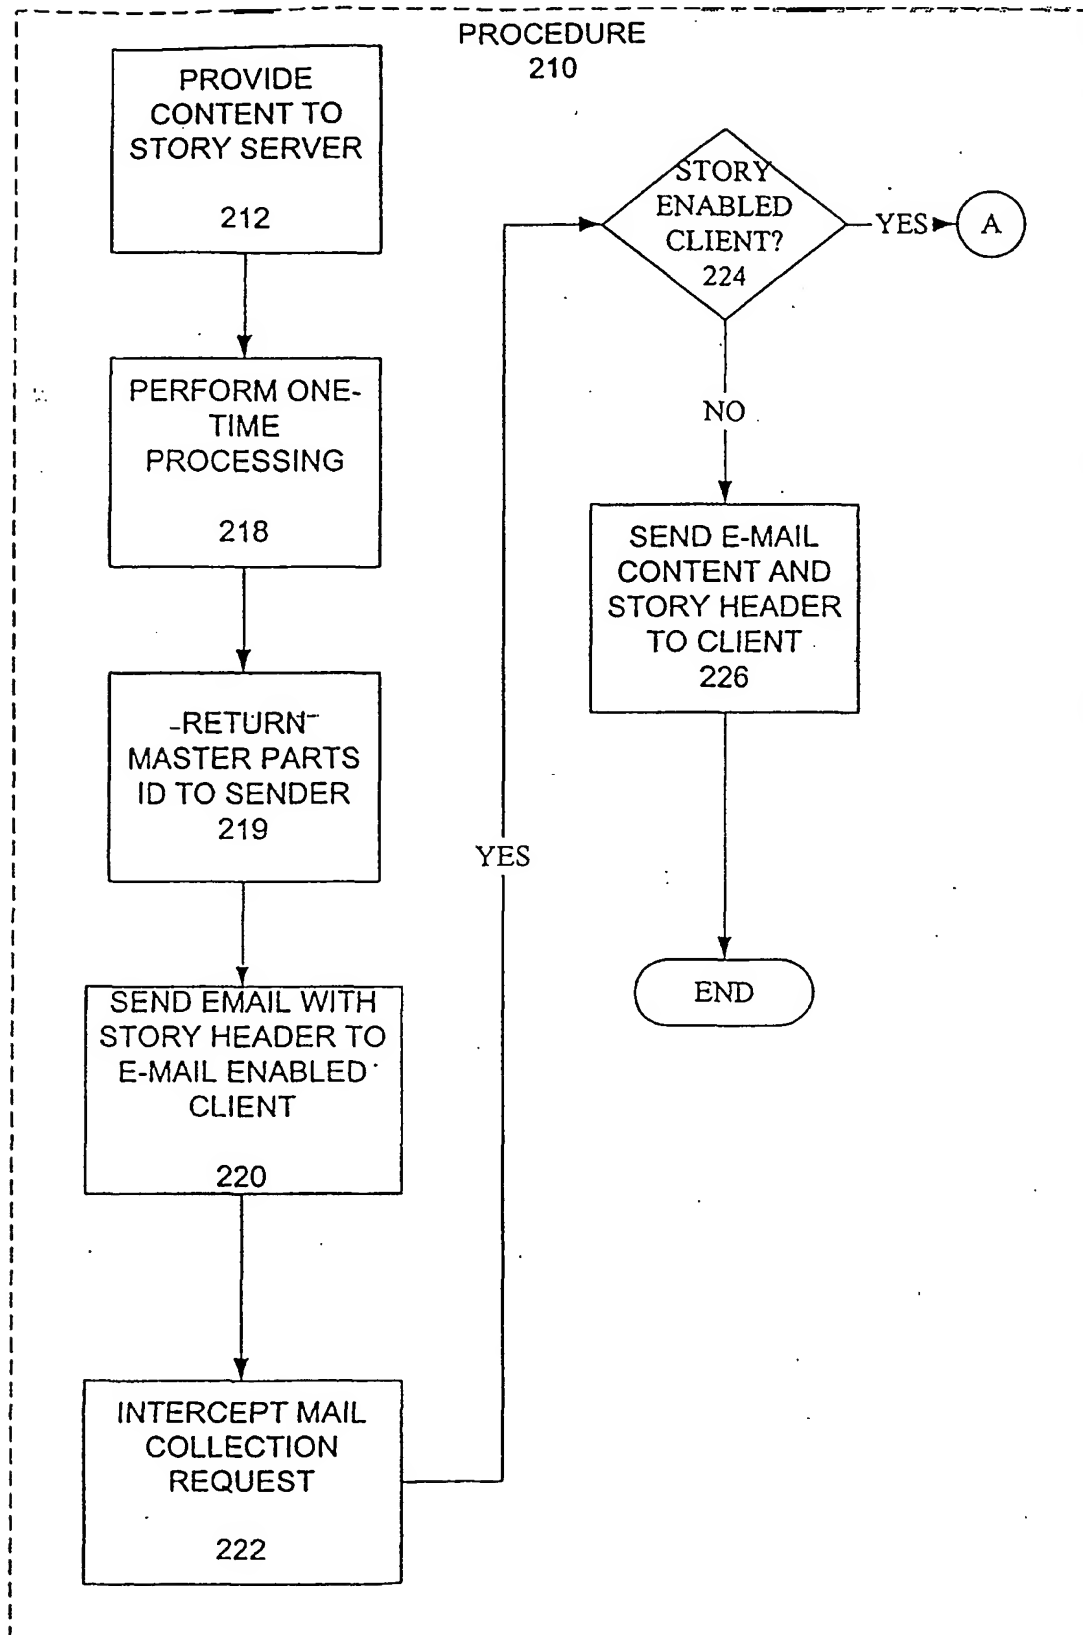 PROCEDURE
210
PROVIDE
CONTENT TO
STORY SERVER
212
PERFORM ONE-
TIME
PROCESSING
218
RETURN
MASTER PARTS
ID TO SENDER
219
SEND EMAIL WITH
STORY HEADER TO
E-MAIL ENABLED
CLIENT
220
INTERCEPT MAIL
COLLECTION
REQUEST
222
YES
STORY
ENABLED
CLIENT?
224
YES
A
NO
SEND E-MAIL
CONTENT AND
STORY HEADER
TO CLIENT
226
END